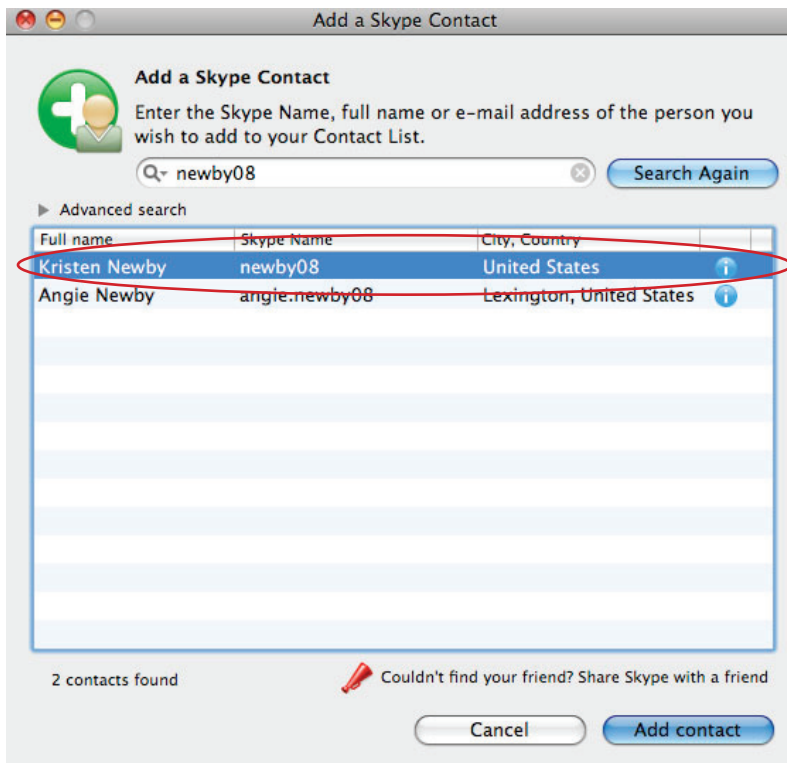 Add a Skype Contact
Add a Skype Contact
Enter the Skype Name, full name or e-mail address of the person you
wish to add to your Contact List.
newby08 Search Again
Advanced search
Full name Skype Name City, Country
Kristen Newby newby08 United States
Angie Newby angie.newby08 Lexington, United States
2 contacts found Couldn't find your friend? Share Skype with a friend
Cancel Add contact